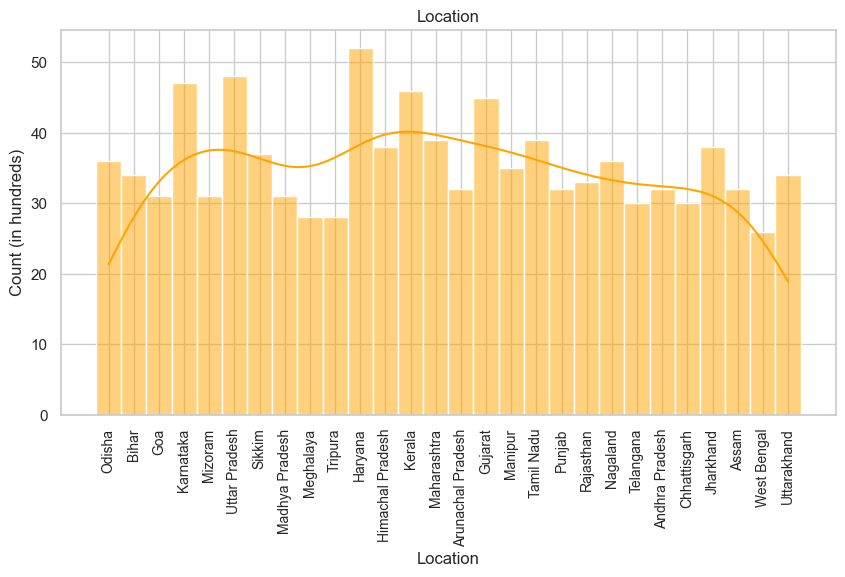 Location
Count (in hundreds)
50
40
30
20
10
0
Odisha
Bihar
Goa
Karnataka
Mizoram
Uttar Pradesh
Sikkim
Madhya Pradesh
Meghalaya
Tripura
Haryana
Himachal Pradesh
Kerala
Maharashtra
Arunachal Pradesh
Gujarat
Manipur
Tamil Nadu
Punjab
Rajasthan
Nagaland
Telangana
Andhra Pradesh
Chhattisgarh
Jharkhand
Assam
West Bengal
Uttarakhand
Location